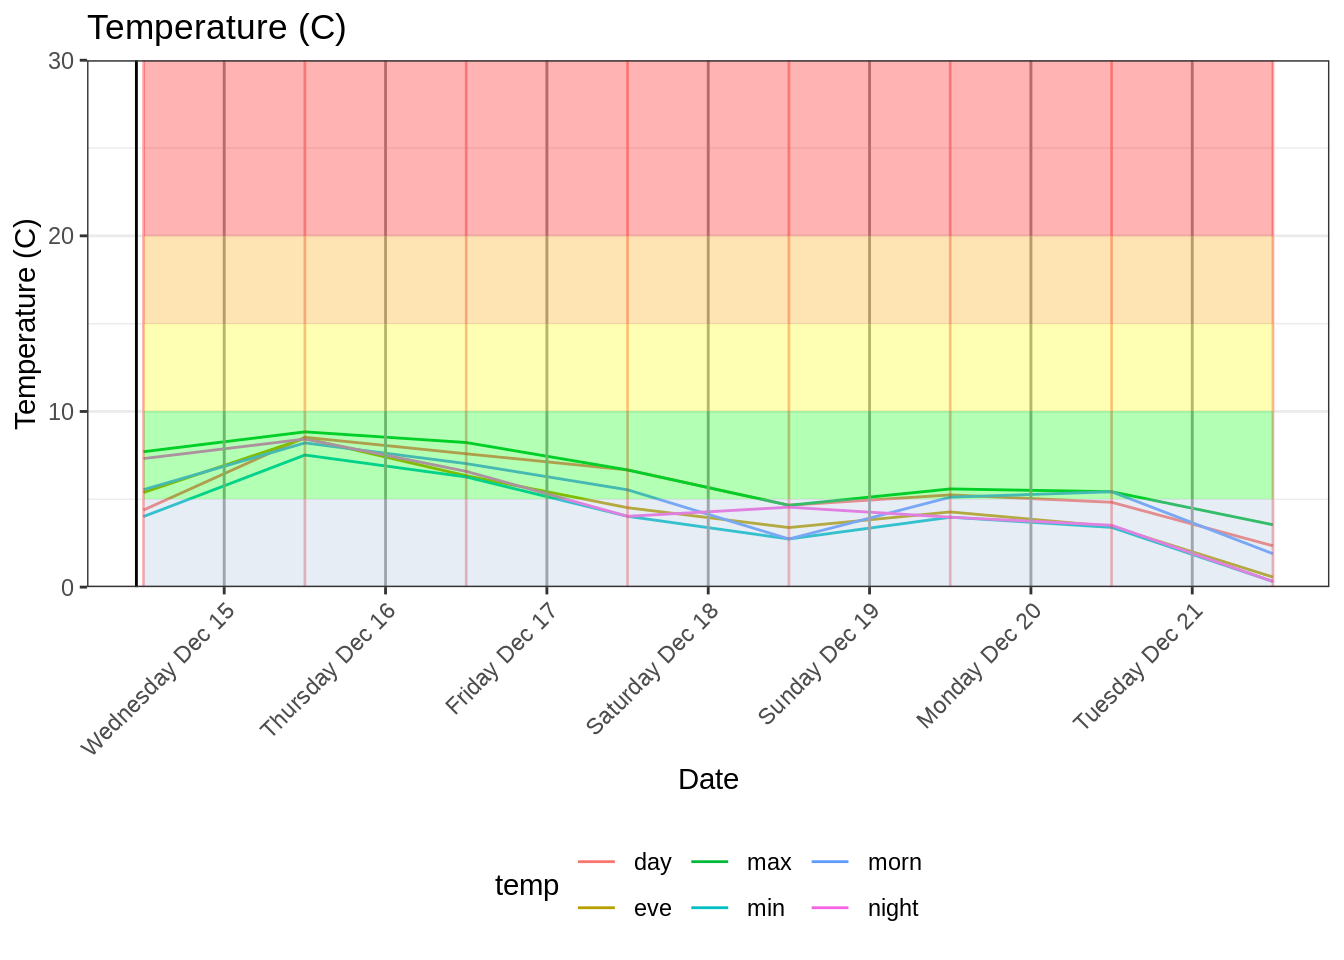 Temperature (C)
Temperature (C)
30
20
10
0
Wednesday Dec 15
Thursday Dec 16
Friday Dec 17
Saturday Dec 18
Sunday Dec 19
Monday Dec 20
Tuesday Dec 21
Date
temp
day max morn
eve min night